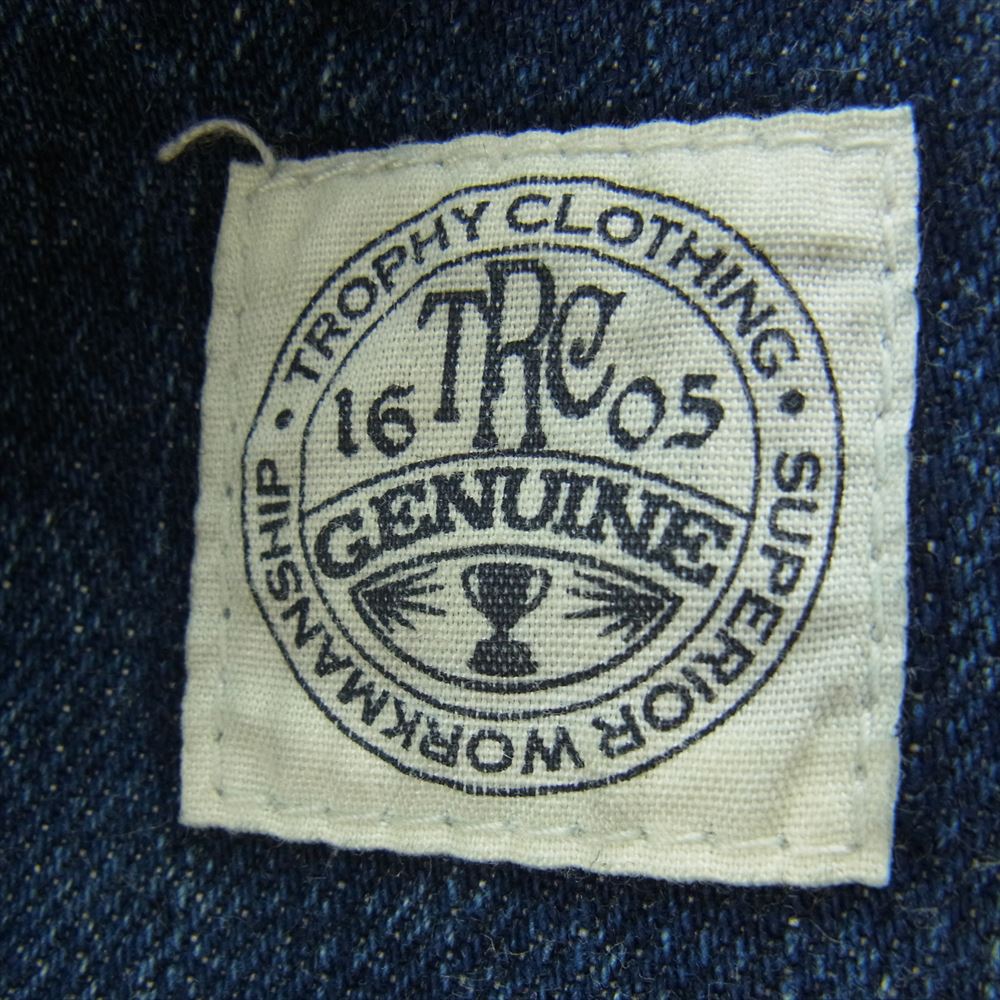 TROPHY CLOTHING • SUPERIOR WORKMANSHIP •
TRC
16 05
GENUINE